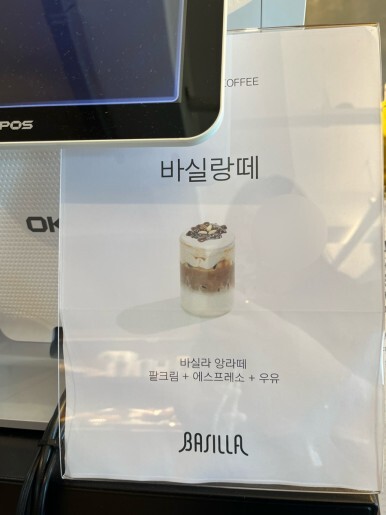 COFFEE
POS
바실랑떼
OK
바실라 앙라떼
팥크림 + 에스프레소 + 우유
BASILLA